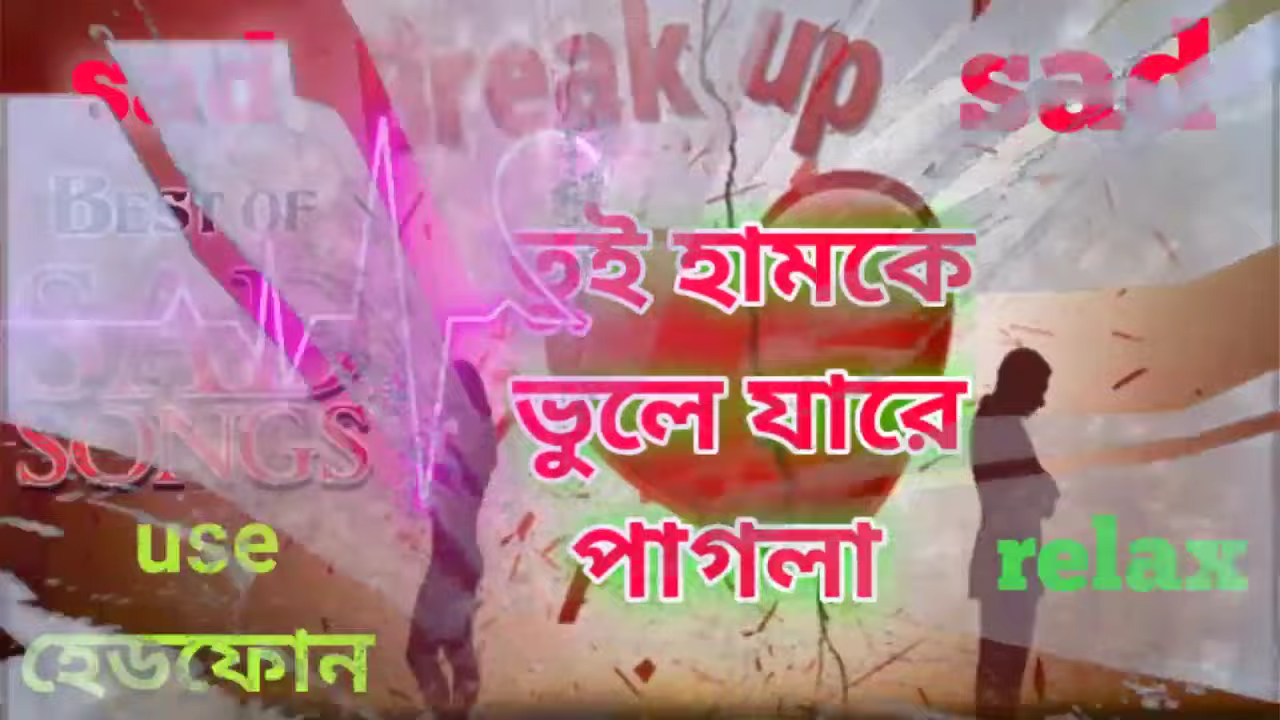 sad
Break up
sad
BEST OF
SAD
SONGS
তুই হামকে
ভুলে যারে
পাগলা
use
হেডফোন
relax